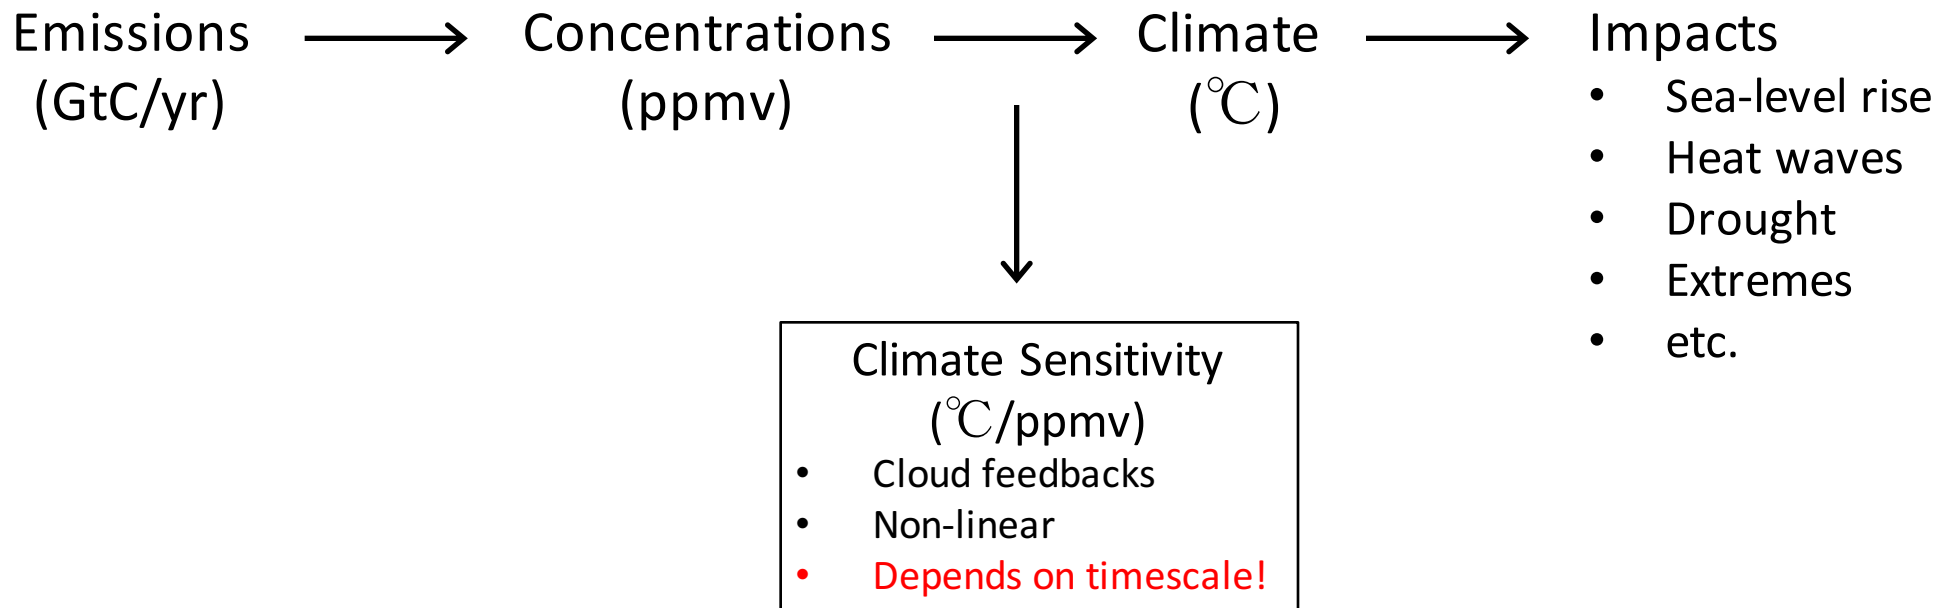 Emissions
(GtC/yr)
Concentrations
(ppmv)
Climate
(℃)
Impacts
• Sea-level rise
• Heat waves
• Drought
• Extremes
• etc.
Climate Sensitivity
(℃/ppmv)
• Cloud feedbacks
• Non-linear
• Depends on timescale!